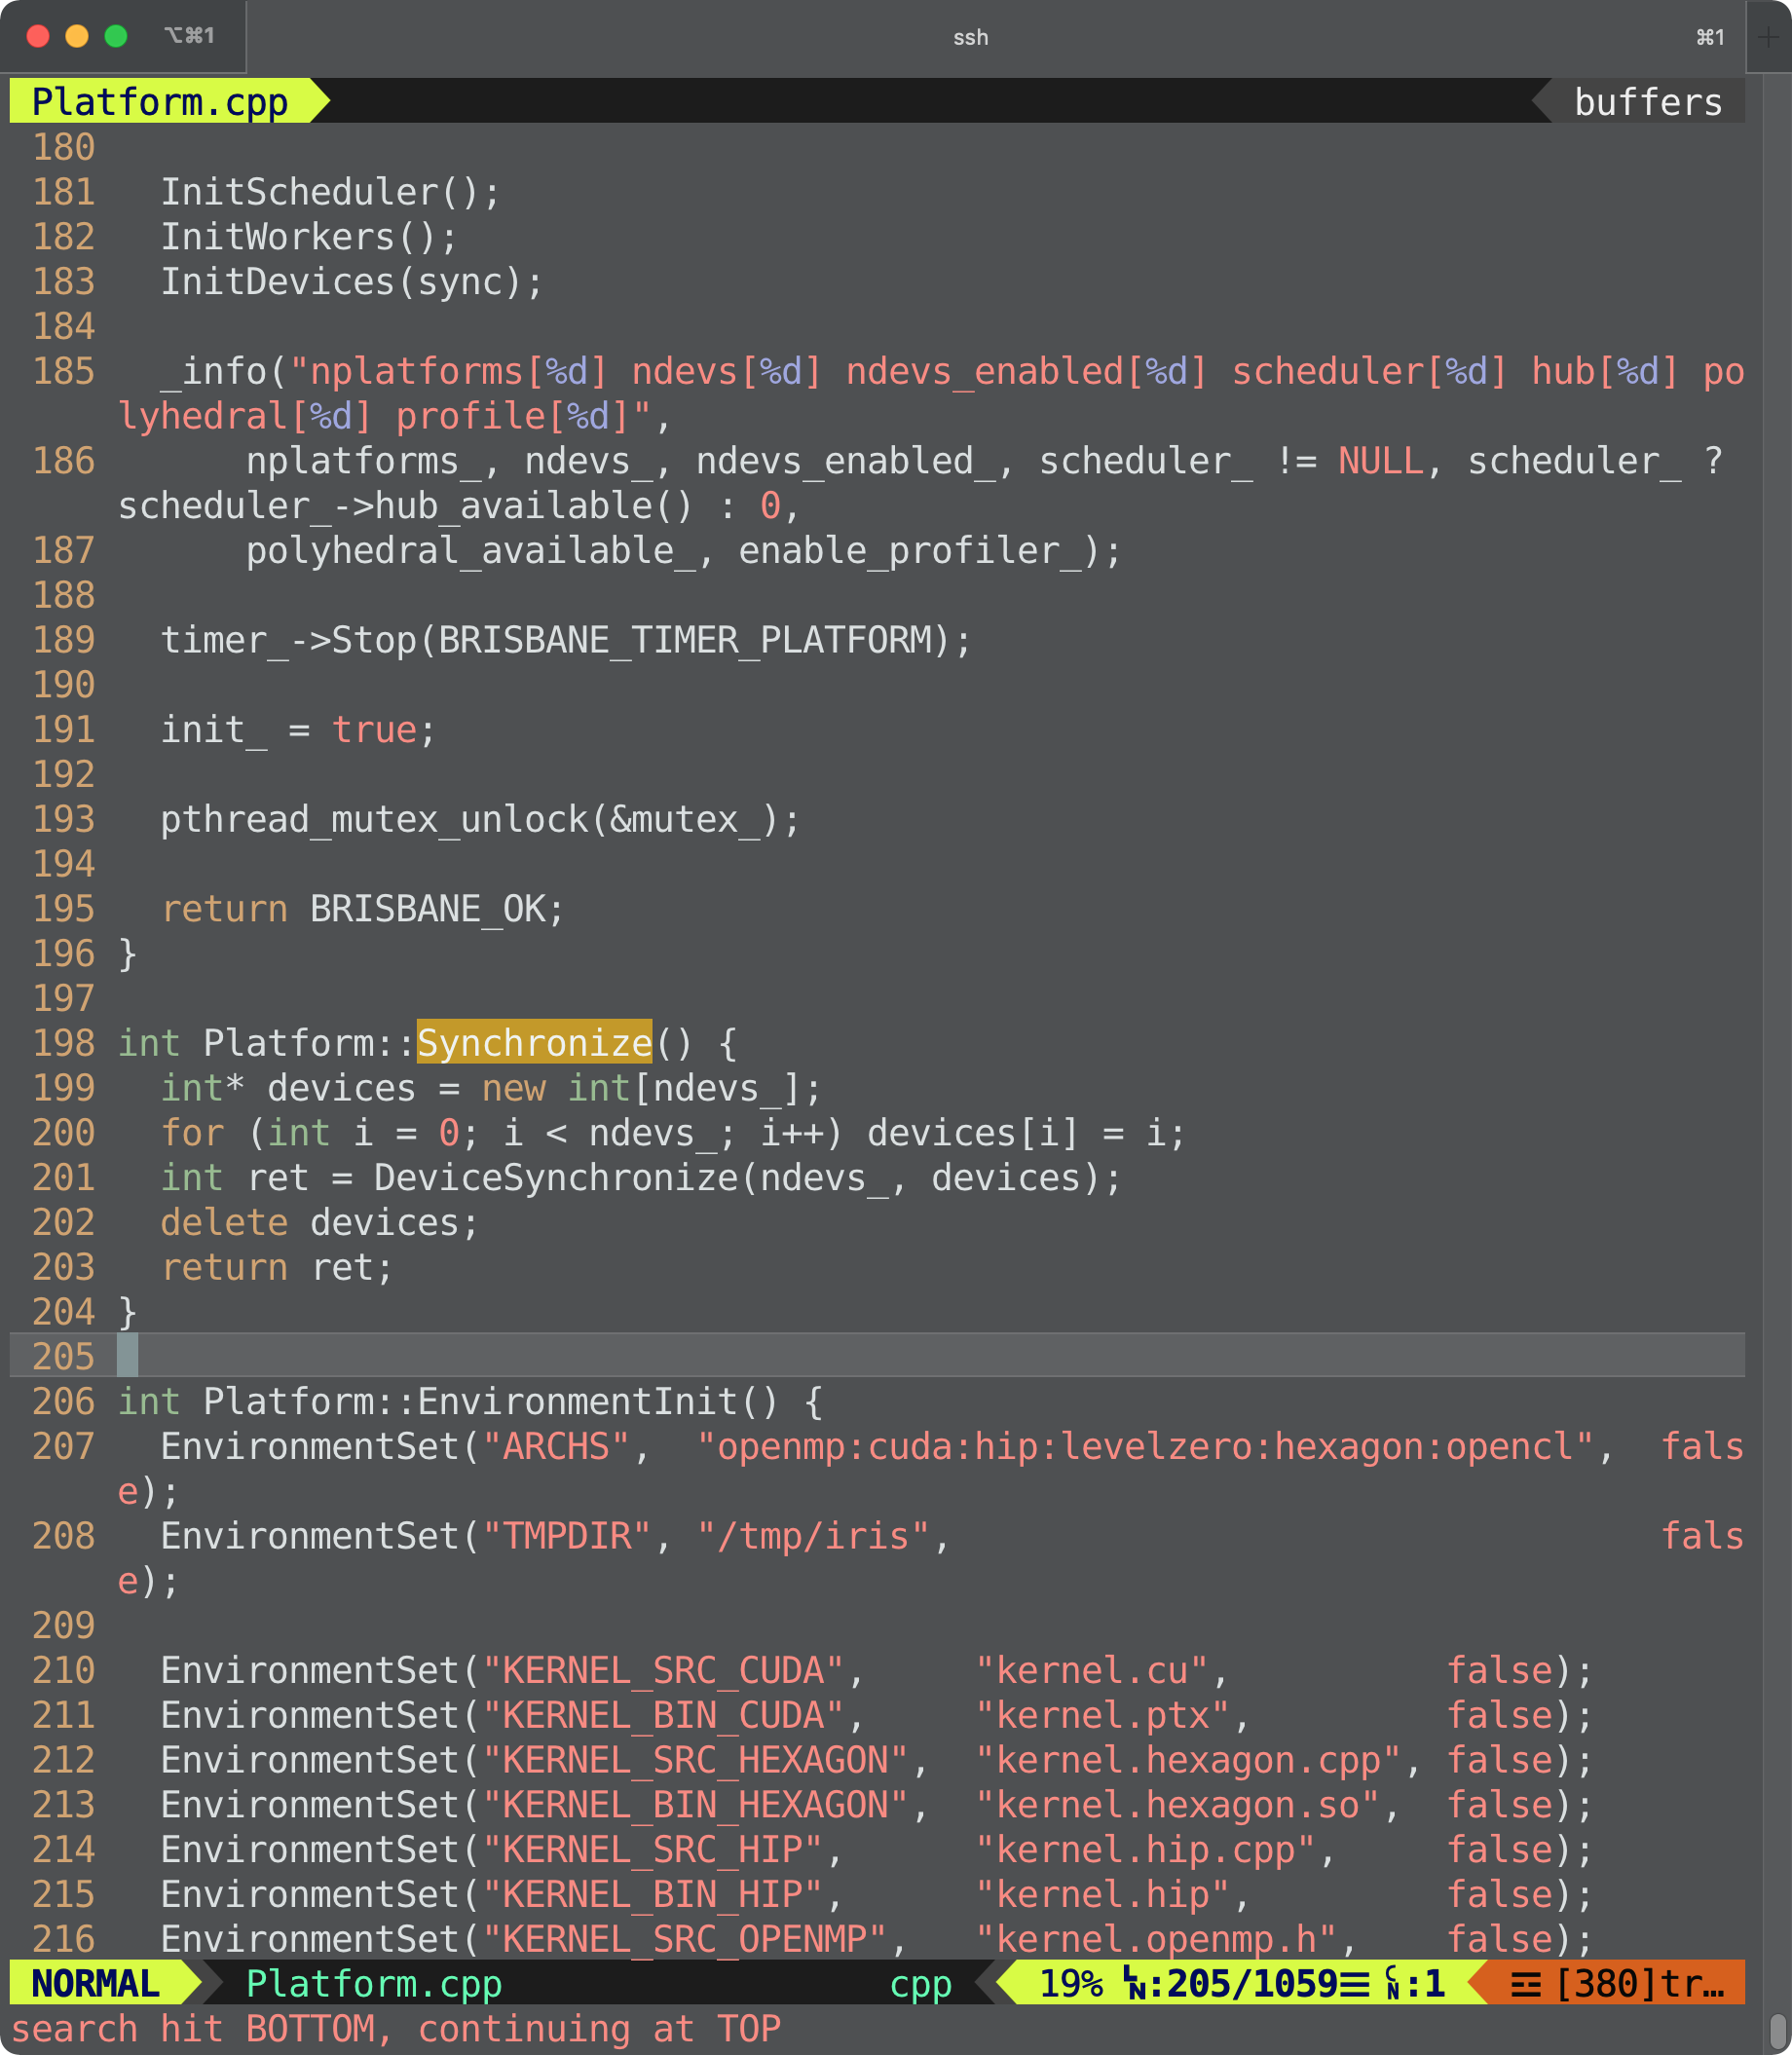 ⌥⌘1 ssh ⌘1 +
Platform.cpp buffers
180
181   InitScheduler();
182   InitWorkers();
183   InitDevices(sync);
184
185   _info("nplatforms[%d] ndevs[%d] ndevs_enabled[%d] scheduler[%d] hub[%d] po
lyhedral[%d] profile[%d]",
186       nplatforms_, ndevs_, ndevs_enabled_, scheduler_ != NULL, scheduler_ ?
scheduler_->hub_available() : 0,
187       polyhedral_available_, enable_profiler_);
188
189   timer_->Stop(BRISBANE_TIMER_PLATFORM);
190
191   init_ = true;
192
193   pthread_mutex_unlock(&mutex_);
194
195   return BRISBANE_OK;
196 }
197
198 int Platform::Synchronize() {
199   int* devices = new int[ndevs_];
200   for (int i = 0; i < ndevs_; i++) devices[i] = i;
201   int ret = DeviceSynchronize(ndevs_, devices);
202   delete devices;
203   return ret;
204 }
205
206 int Platform::EnvironmentInit() {
207   EnvironmentSet("ARCHS",  "openmp:cuda:hip:levelzero:hexagon:opencl",  fals
e);
208   EnvironmentSet("TMPDIR", "/tmp/iris",                                 fals
e);
209
210   EnvironmentSet("KERNEL_SRC_CUDA",     "kernel.cu",          false);
211   EnvironmentSet("KERNEL_BIN_CUDA",     "kernel.ptx",         false);
212   EnvironmentSet("KERNEL_SRC_HEXAGON",  "kernel.hexagon.cpp", false);
213   EnvironmentSet("KERNEL_BIN_HEXAGON",  "kernel.hexagon.so",  false);
214   EnvironmentSet("KERNEL_SRC_HIP",      "kernel.hip.cpp",     false);
215   EnvironmentSet("KERNEL_BIN_HIP",      "kernel.hip",         false);
216   EnvironmentSet("KERNEL_SRC_OPENMP",   "kernel.openmp.h",    false);
NORMAL Platform.cpp cpp 19% LN:205/1059☰ CN:1 ☲ [380]tr…
search hit BOTTOM, continuing at TOP